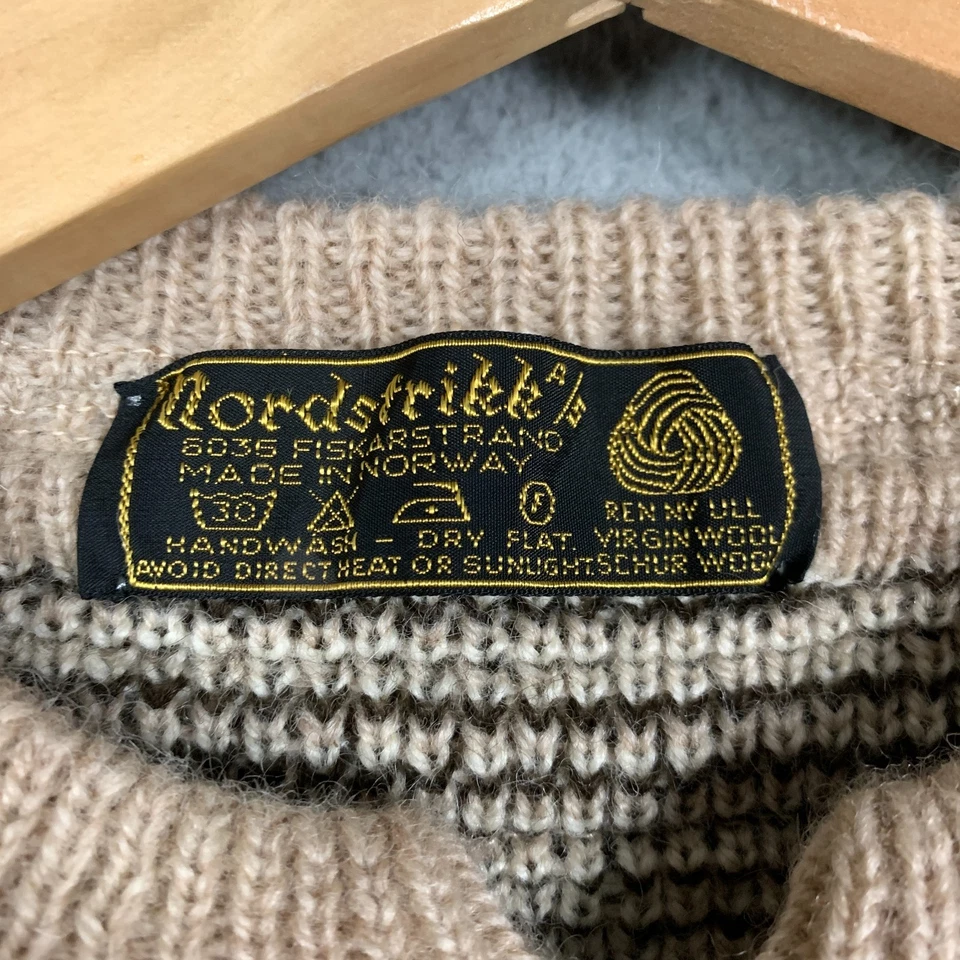 Nordsfrikk A/S
6035 FISKARSTRAND
MADE IN NORWAY
30
F
HANDWASH - DRY FLAT.
AVOID DIRECT HEAT OR SUNLIGHT
REN NY ULL
VIRGIN WOOL
SCHUR WOOL